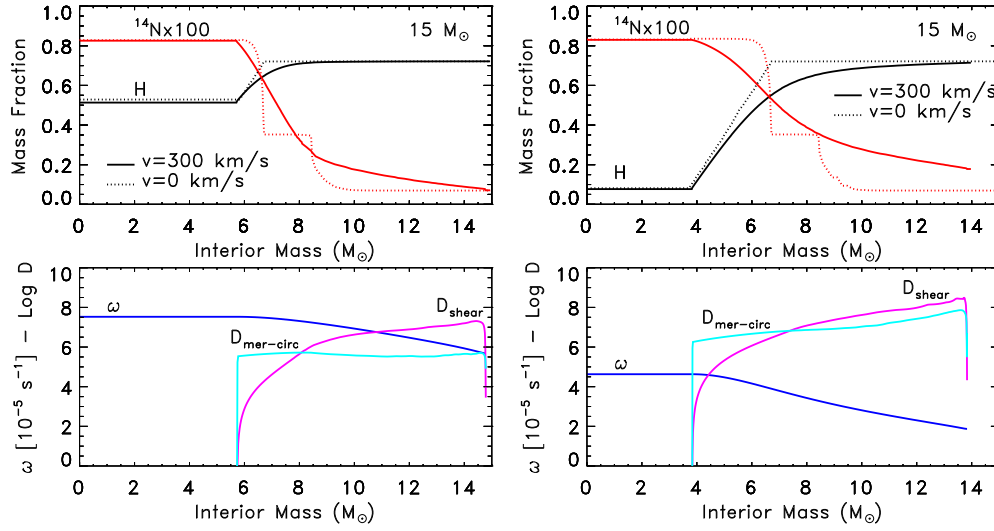 ¹⁴Nx100
15 M☉
H
v=300 km/s
v=0 km/s
Mass Fraction
1.0
0.8
0.6
0.4
0.2
0.0
0 2 4 6 8 10 12 14
Interior Mass (M☉)
¹⁴Nx100
15 M☉
v=300 km/s
v=0 km/s
H
Mass Fraction
1.0
0.8
0.6
0.4
0.2
0.0
0 2 4 6 8 10 12 14
Interior Mass (M☉)
ω [10⁻⁵ s⁻¹] – Log D
10
8
6
4
2
0
ω
D shear
D mer-circ
0 2 4 6 8 10 12 14
Interior Mass (M☉)
ω [10⁻⁵ s⁻¹] – Log D
10
8
6
4
2
0
D shear
D mer-circ
ω
0 2 4 6 8 10 12 14
Interior Mass (M☉)